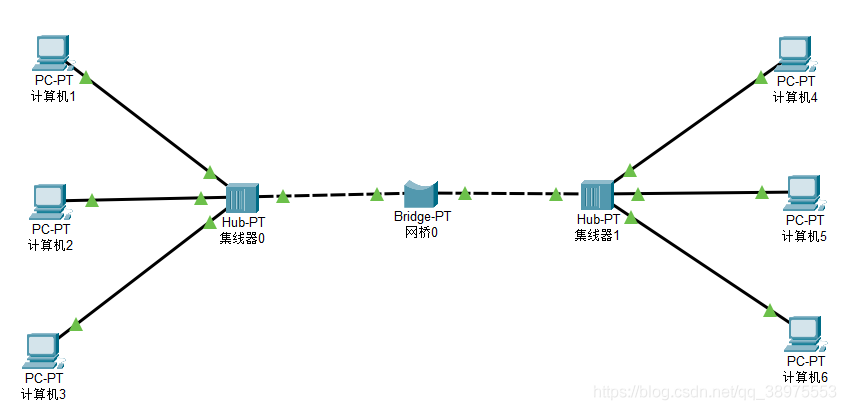 PC-PT
计算机1
PC-PT
计算机4
PC-PT
计算机2
Hub-PT
集线器0
Bridge-PT
网桥0
Hub-PT
集线器1
PC-PT
计算机5
PC-PT
计算机3
PC-PT
计算机6
https://blog.csdn.net/qq_38975553